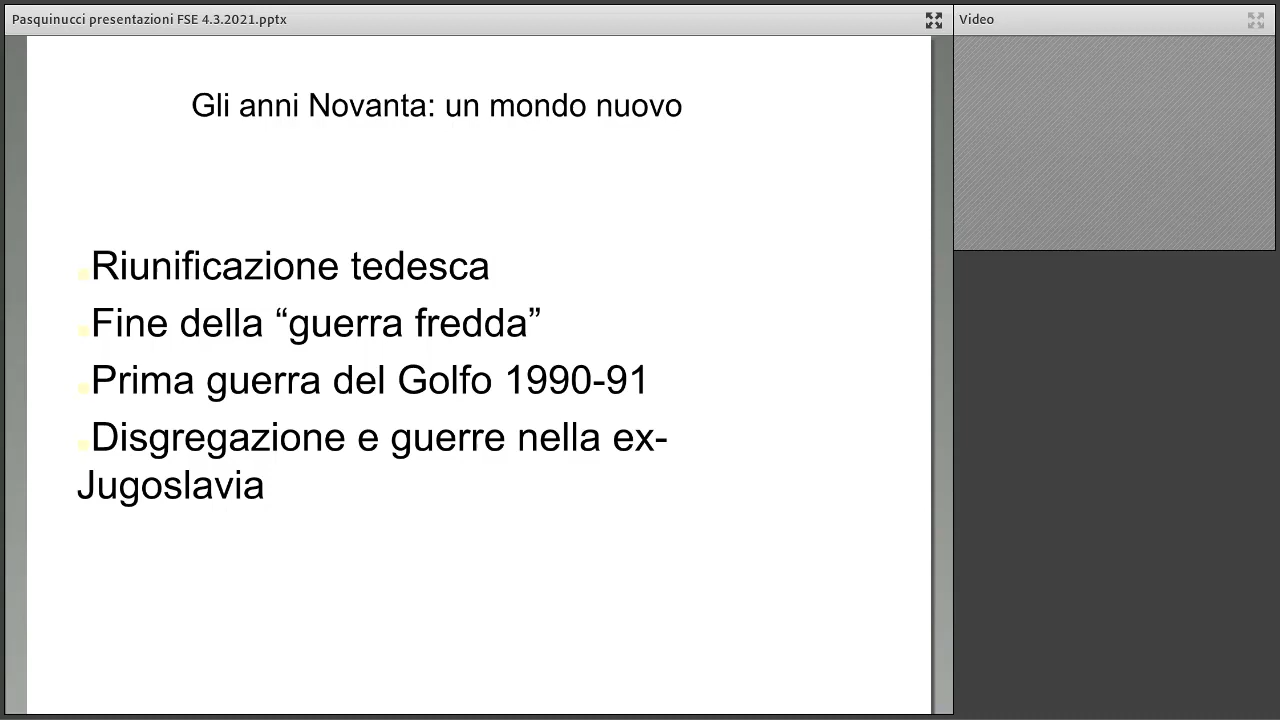 Pasquinucci presentazioni FSE 4.3.2021.pptx
Video
Gli anni Novanta: un mondo nuovo
Riunificazione tedesca
Fine della “guerra fredda”
Prima guerra del Golfo 1990-91
Disgregazione e guerre nella ex-
Jugoslavia